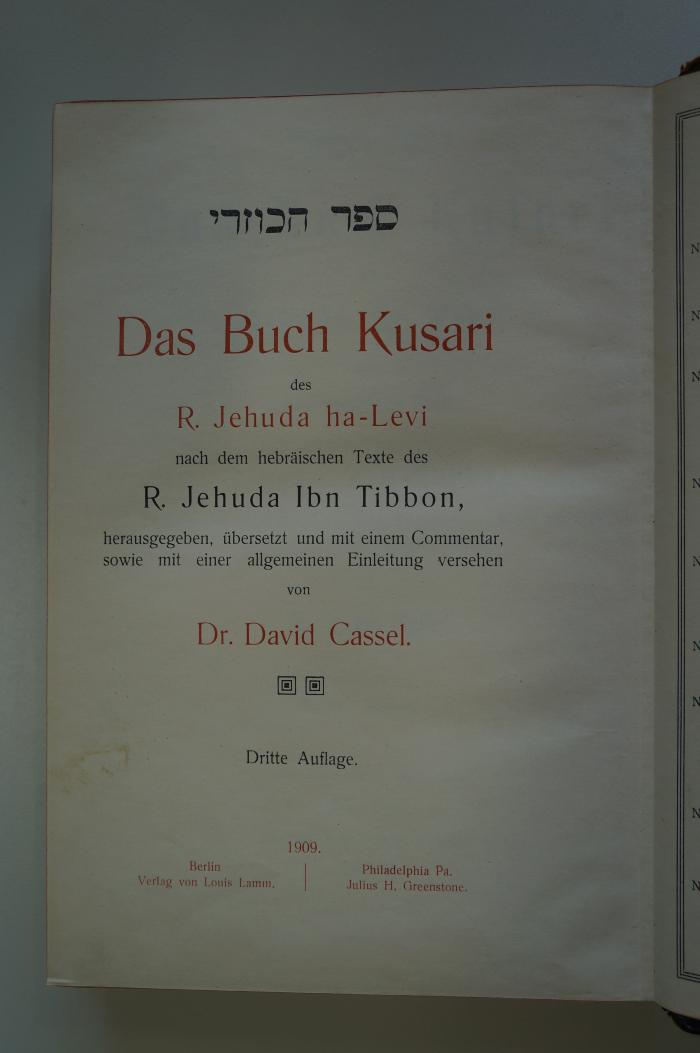 ספר הכוזרי
Das Buch Kusari
des
R. Jehuda ha-Levi
nach dem hebräischen Texte des
R. Jehuda Ibn Tibbon,
herausgegeben, übersetzt und mit einem Commentar,
sowie mit einer allgemeinen Einleitung versehen
von
Dr. David Cassel.
Dritte Auflage.
1909.
Berlin
Verlag von Louis Lamm.
Philadelphia Pa.
Julius H. Greenstone.